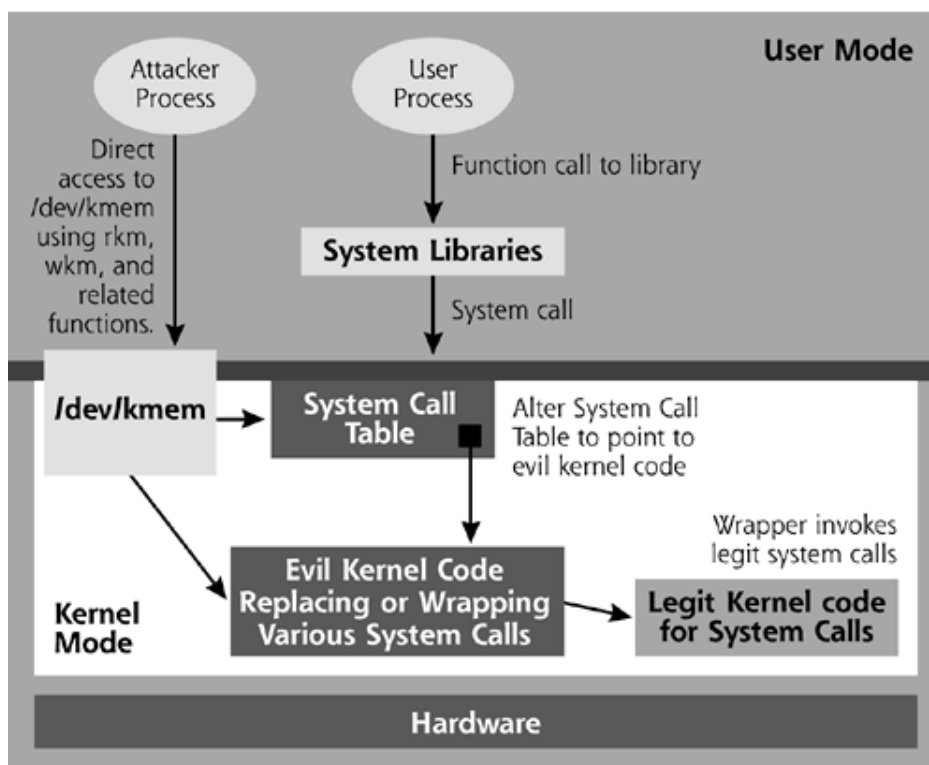 User Mode
Attacker
Process
User
Process
Direct
access to
/dev/kmem
using rkm,
wkm, and
related
functions.
Function call to library
System Libraries
System call
/dev/kmem
System Call
Table
Alter System Call
Table to point to
evil kernel code
Wrapper invokes
legit system calls
Evil Kernel Code
Replacing or Wrapping
Various System Calls
Legit Kernel code
for System Calls
Kernel
Mode
Hardware